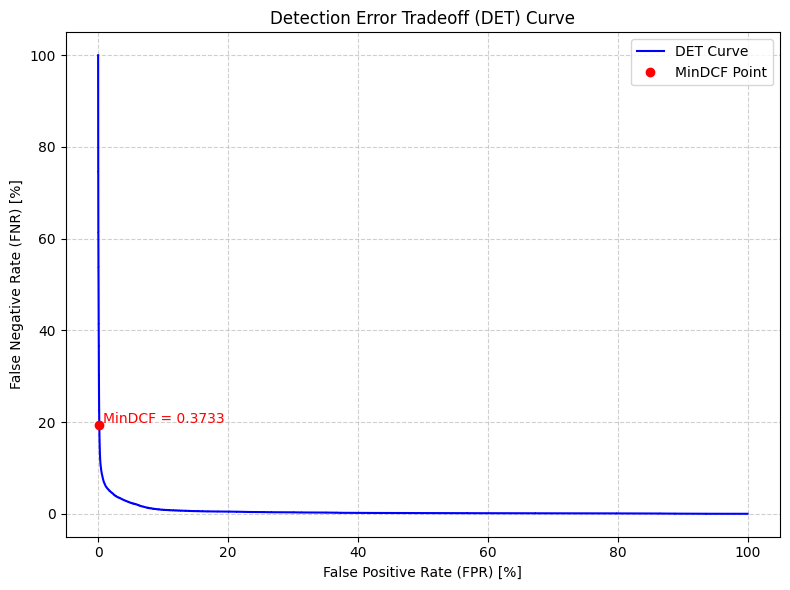 Detection Error Tradeoff (DET) Curve
DET Curve
MinDCF Point
False Negative Rate (FNR) [%]
100
80
60
40
20
0
MinDCF = 0.3733
0 20 40 60 80 100
False Positive Rate (FPR) [%]